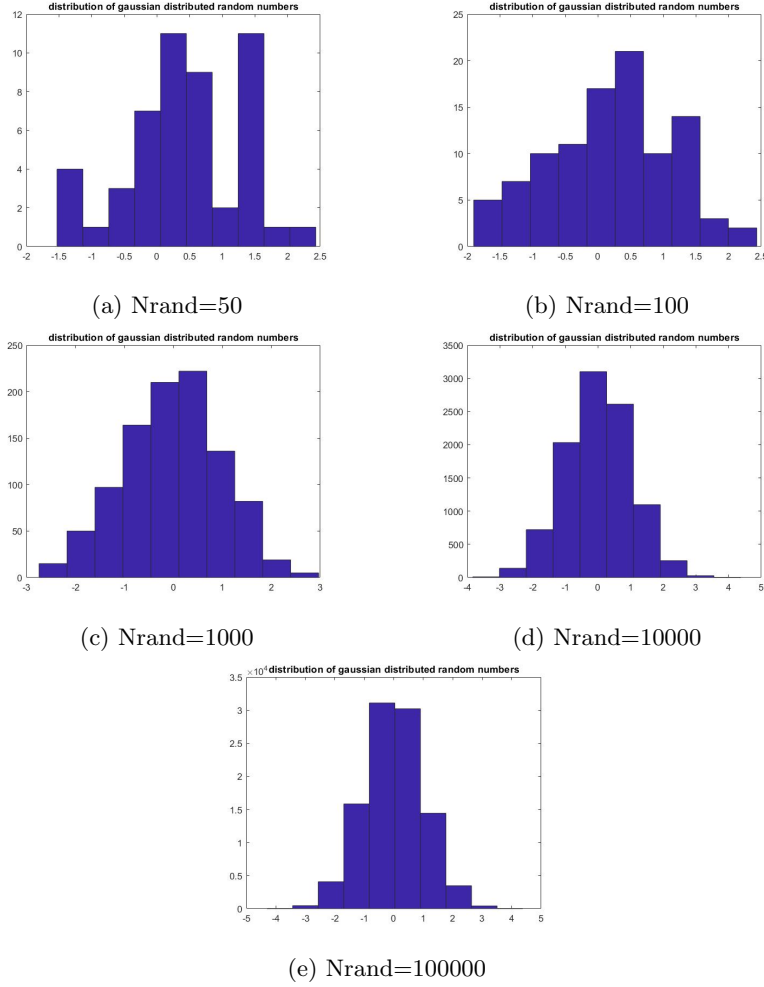 distribution of gaussian distributed random numbers
12
10
8
6
4
2
0
-2 -1.5 -1 -0.5 0 0.5 1 1.5 2 2.5
(a) Nrand=50
distribution of gaussian distributed random numbers
25
20
15
10
5
0
-2 -1.5 -1 -0.5 0 0.5 1 1.5 2 2.5
(b) Nrand=100
distribution of gaussian distributed random numbers
250
200
150
100
50
0
-3 -2 -1 0 1 2 3
(c) Nrand=1000
distribution of gaussian distributed random numbers
3500
3000
2500
2000
1500
1000
500
0
-4 -3 -2 -1 0 1 2 3 4 5
(d) Nrand=10000
×10⁴ distribution of gaussian distributed random numbers
3.5
3
2.5
2
1.5
1
0.5
0
-5 -4 -3 -2 -1 0 1 2 3 4 5
(e) Nrand=100000